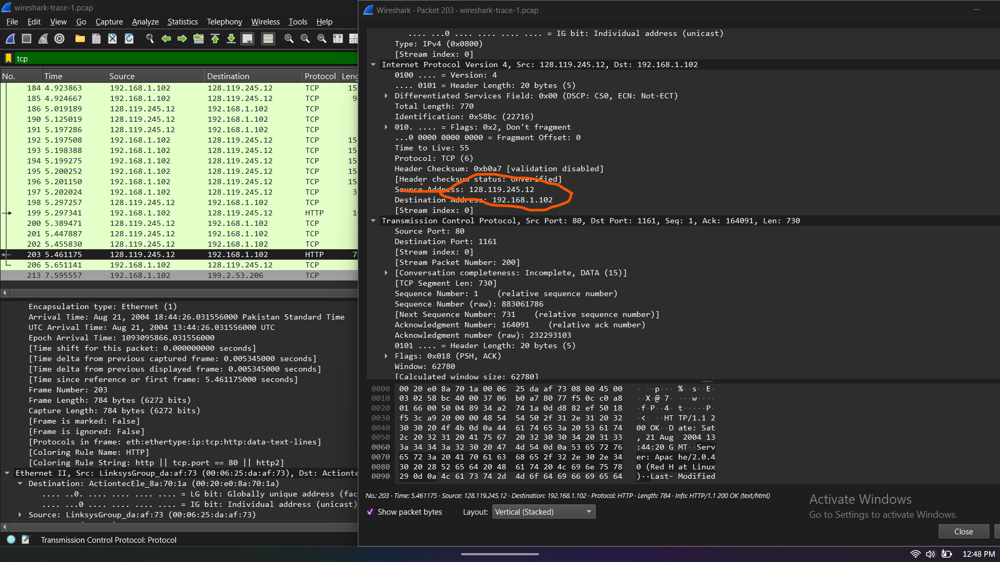 wireshark-trace-1.pcap
File Edit View Go Capture Analyze Statistics Telephony Wireless Tools Help
tcp
No. Time Source Destination Protocol Leng
184 4.923863 192.168.1.102 128.119.245.12 TCP 15
185 4.924667 192.168.1.102 128.119.245.12 TCP 9
186 5.019189 128.119.245.12 192.168.1.102 TCP
190 5.125019 128.119.245.12 192.168.1.102 TCP
191 5.197286 128.119.245.12 192.168.1.102 TCP
192 5.197508 192.168.1.102 128.119.245.12 TCP 15
193 5.198388 192.168.1.102 128.119.245.12 TCP 15
194 5.199275 192.168.1.102 128.119.245.12 TCP 15
195 5.200252 192.168.1.102 128.119.245.12 TCP 15
196 5.201150 192.168.1.102 128.119.245.12 TCP 15
197 5.202024 192.168.1.102 128.119.245.12 TCP 3
198 5.297257 128.119.245.12 192.168.1.102 TCP
199 5.297341 192.168.1.102 128.119.245.12 HTTP 1
200 5.389471 128.119.245.12 192.168.1.102 TCP
201 5.447887 128.119.245.12 192.168.1.102 TCP
202 5.455830 128.119.245.12 192.168.1.102 TCP
203 5.461175 128.119.245.12 192.168.1.102 HTTP 7
206 5.651141 192.168.1.102 128.119.245.12 TCP
213 7.595557 192.168.1.102 199.2.53.206 TCP
Encapsulation type: Ethernet (1)
Arrival Time: Aug 21, 2004 18:44:26.031556000 Pakistan Standard Time
UTC Arrival Time: Aug 21, 2004 13:44:26.031556000 UTC
Epoch Arrival Time: 1093095866.031556000
[Time shift for this packet: 0.000000000 seconds]
[Time delta from previous captured frame: 0.005345000 seconds]
[Time delta from previous displayed frame: 0.005345000 seconds]
[Time since reference or first frame: 5.461175000 seconds]
Frame Number: 203
Frame Length: 784 bytes (6272 bits)
Capture Length: 784 bytes (6272 bits)
[Frame is marked: False]
[Frame is ignored: False]
[Protocols in frame: eth:ethertype:ip:tcp:http:data-text-lines]
[Coloring Rule Name: HTTP]
[Coloring Rule String: http || tcp.port == 80 || http2]
Ethernet II, Src: LinksysGroup_da:af:73 (00:06:25:da:af:73), Dst: Actionte
Destination: ActiontecEle_8a:70:1a (00:20:e0:8a:70:1a)
.... ..0. .... .... .... .... = LG bit: Globally unique address (fac
.... ...0 .... .... .... .... = IG bit: Individual address (unicast)
Source: LinksysGroup_da:af:73 (00:06:25:da:af:73)
Transmission Control Protocol: Protocol
Wireshark · Packet 203 · wireshark-trace-1.pcap
.... ...0 .... .... .... .... = IG bit: Individual address (unicast)
Type: IPv4 (0x0800)
[Stream index: 0]
Internet Protocol Version 4, Src: 128.119.245.12, Dst: 192.168.1.102
0100 .... = Version: 4
.... 0101 = Header Length: 20 bytes (5)
Differentiated Services Field: 0x00 (DSCP: CS0, ECN: Not-ECT)
Total Length: 770
Identification: 0x58bc (22716)
010. .... = Flags: 0x2, Don't fragment
...0 0000 0000 0000 = Fragment Offset: 0
Time to Live: 55
Protocol: TCP (6)
Header Checksum: 0xb0a7 [validation disabled]
[Header checksum status: Unverified]
Source Address: 128.119.245.12
Destination Address: 192.168.1.102
[Stream index: 0]
Transmission Control Protocol, Src Port: 80, Dst Port: 1161, Seq: 1, Ack: 164091, Len: 730
Source Port: 80
Destination Port: 1161
[Stream index: 0]
[Stream Packet Number: 200]
[Conversation completeness: Incomplete, DATA (15)]
[TCP Segment Len: 730]
Sequence Number: 1 (relative sequence number)
Sequence Number (raw): 883061786
[Next Sequence Number: 731 (relative sequence number)]
Acknowledgment Number: 164091 (relative ack number)
Acknowledgment number (raw): 232293103
0101 .... = Header Length: 20 bytes (5)
Flags: 0x018 (PSH, ACK)
Window: 62780
[Calculated window size: 62780]
0000 00 20 e0 8a 70 1a 00 06 25 da af 73 08 00 45 00 · ··p··· %··s··E·
0010 03 02 58 bc 40 00 37 06 b0 a7 80 77 f5 0c c0 a8 ··X·@·7· ···w····
0020 01 66 00 50 04 89 34 a2 74 1a 0d d8 82 ef 50 18 ·f·P··4· t·····P·
0030 f5 3c a9 20 00 00 48 54 54 50 2f 31 2e 31 20 32 ·<· ··HT TP/1.1 2
0040 30 30 20 4f 4b 0d 0a 44 61 74 65 3a 20 53 61 74 00 OK··D ate: Sat
0050 2c 20 32 31 20 41 75 67 20 32 30 30 34 20 31 33 , 21 Aug 2004 13
0060 3a 34 34 3a 32 30 20 47 4d 54 0d 0a 53 65 72 76 :44:20 G MT··Serv
0070 65 72 3a 20 41 70 61 63 68 65 2f 32 2e 30 2e 34 er: Apac he/2.0.4
0080 30 20 28 52 65 64 20 48 61 74 20 4c 69 6e 75 78 0 (Red H at Linux
0090 29 0d 0a 4c 61 73 74 2d 4d 6f 64 69 66 69 65 64 )··Last- Modified
No.: 203 · Time: 5.461175 · Source: 128.119.245.12 · Destination: 192.168.1.102 · Protocol: HTTP · Length: 784 · Info: HTTP/1.1 200 OK (text/html)
Show packet bytes Layout: Vertical (Stacked)
Activate Windows
Go to Settings to activate Windows.
Close
12:48 PM